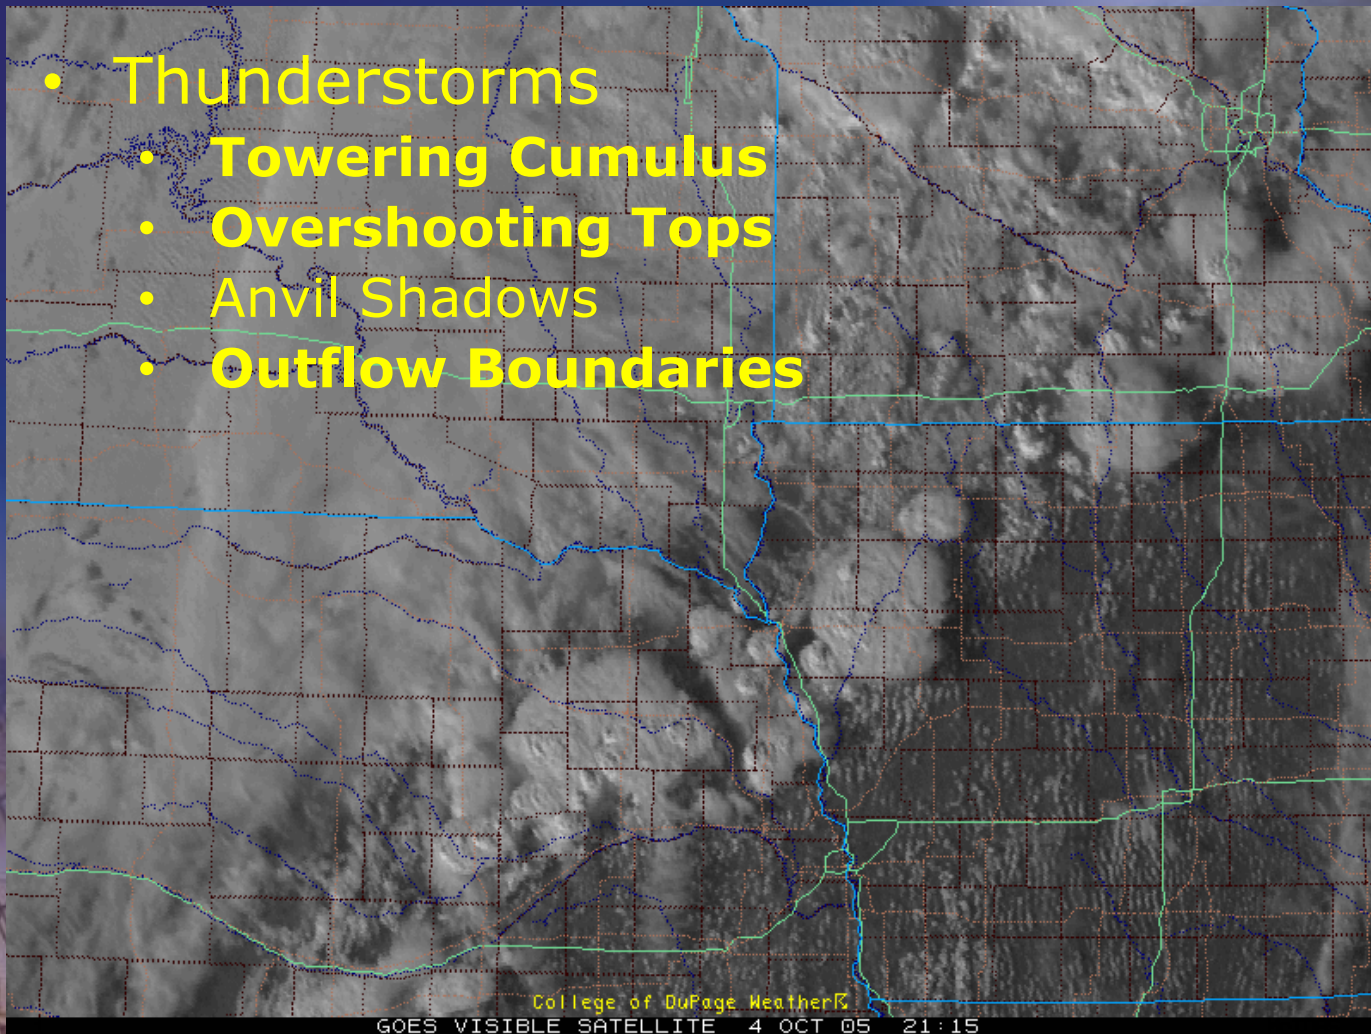 • Thunderstorms
• Towering Cumulus
• Overshooting Tops
• Anvil Shadows
• Outflow Boundaries
College of DuPage Weather
GOES VISIBLE SATELLITE 4 OCT 05 21:15